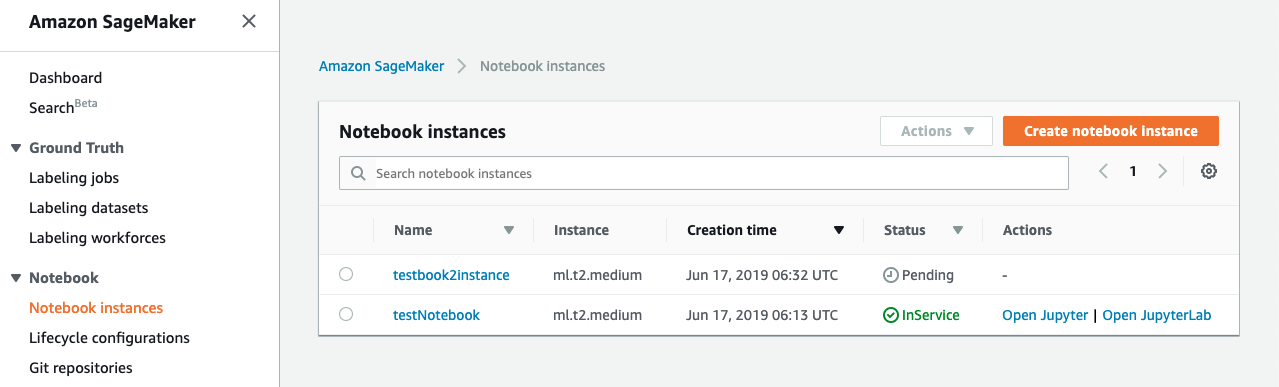 Amazon SageMaker
Dashboard
SearchBeta
Ground Truth
Labeling jobs
Labeling datasets
Labeling workforces
Notebook
Notebook instances
Lifecycle configurations
Git repositories
Amazon SageMaker > Notebook instances
Notebook instances Actions Create notebook instance
Search notebook instances 1
Name Instance Creation time Status Actions
testbook2instance ml.t2.medium Jun 17, 2019 06:32 UTC Pending -
testNotebook ml.t2.medium Jun 17, 2019 06:13 UTC InService Open Jupyter | Open JupyterLab